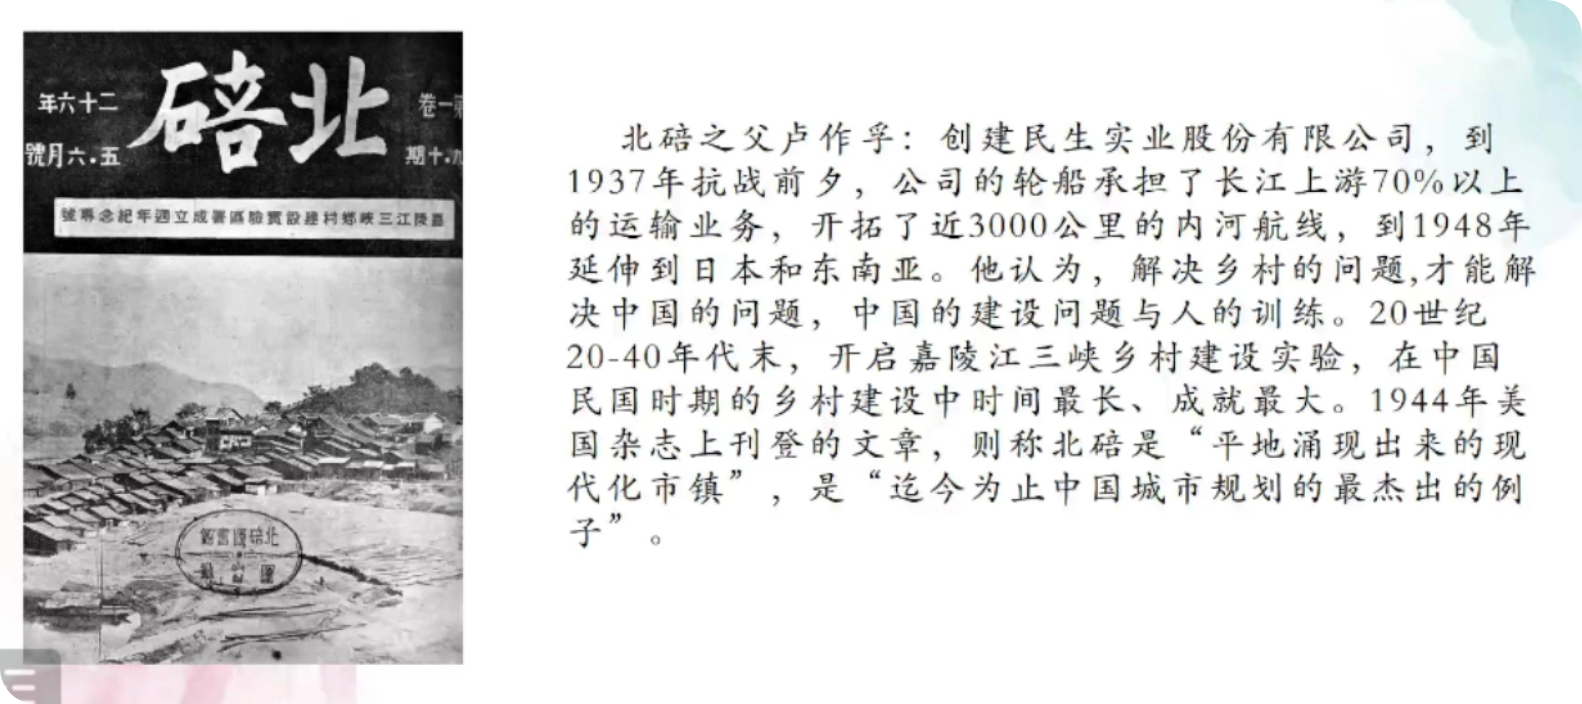 北碚
第一卷
九.十期
二十六年
五.六月號
嘉陵江三峽鄉村建設實驗區署成立週年紀念專號
北碚之父卢作孚：创建民生实业股份有限公司，到
1937年抗战前夕，公司的轮船承担了长江上游70%以上
的运输业务，开拓了近3000公里的内河航线，到1948年
延伸到日本和东南亚。他认为，解决乡村的问题,才能解
决中国的问题，中国的建设问题与人的训练。20世纪
20-40年代末，开启嘉陵江三峡乡村建设实验，在中国
民国时期的乡村建设中时间最长、成就最大。1944年美
国杂志上刊登的文章，则称北碚是“平地涌现出来的现
代化市镇”，是“迄今为止中国城市规划的最杰出的例
子”。